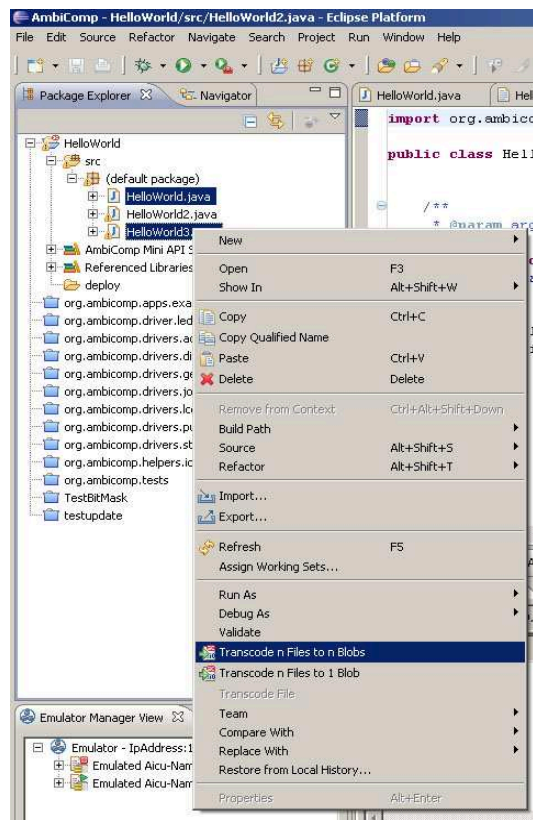 AmbiComp - HelloWorld/src/HelloWorld2.java - Eclipse Platform
File Edit Source Refactor Navigate Search Project Run Window Help
Package Explorer Navigator HelloWorld.java Hel
import org.ambico
public class Hel
/**
* @param arg
HelloWorld
src
(default package)
HelloWorld.java
HelloWorld2.java
HelloWorld3.
AmbiComp Mini API S
Referenced Libraries
deploy
org.ambicomp.apps.exa
org.ambicomp.driver.led
org.ambicomp.drivers.ac
org.ambicomp.drivers.di
org.ambicomp.drivers.ge
org.ambicomp.drivers.jo
org.ambicomp.drivers.lc
org.ambicomp.drivers.pu
org.ambicomp.drivers.st
org.ambicomp.helpers.ic
org.ambicomp.tests
TestBitMask
testupdate
New
Open F3
Show In Alt+Shift+W
Copy Ctrl+C
Copy Qualified Name
Paste Ctrl+V
Delete Delete
Remove from Context Ctrl+Alt+Shift+Down
Build Path
Source Alt+Shift+S
Refactor Alt+Shift+T
Import...
Export...
Refresh F5
Assign Working Sets...
Run As
Debug As
Validate
Transcode n Files to n Blobs
Transcode n Files to 1 Blob
Transcode File
Team
Compare With
Replace With
Restore from Local History...
Properties Alt+Enter
Emulator Manager View
Emulator - IpAddress:1
Emulated Aicu-Nam
Emulated Aicu-Nam